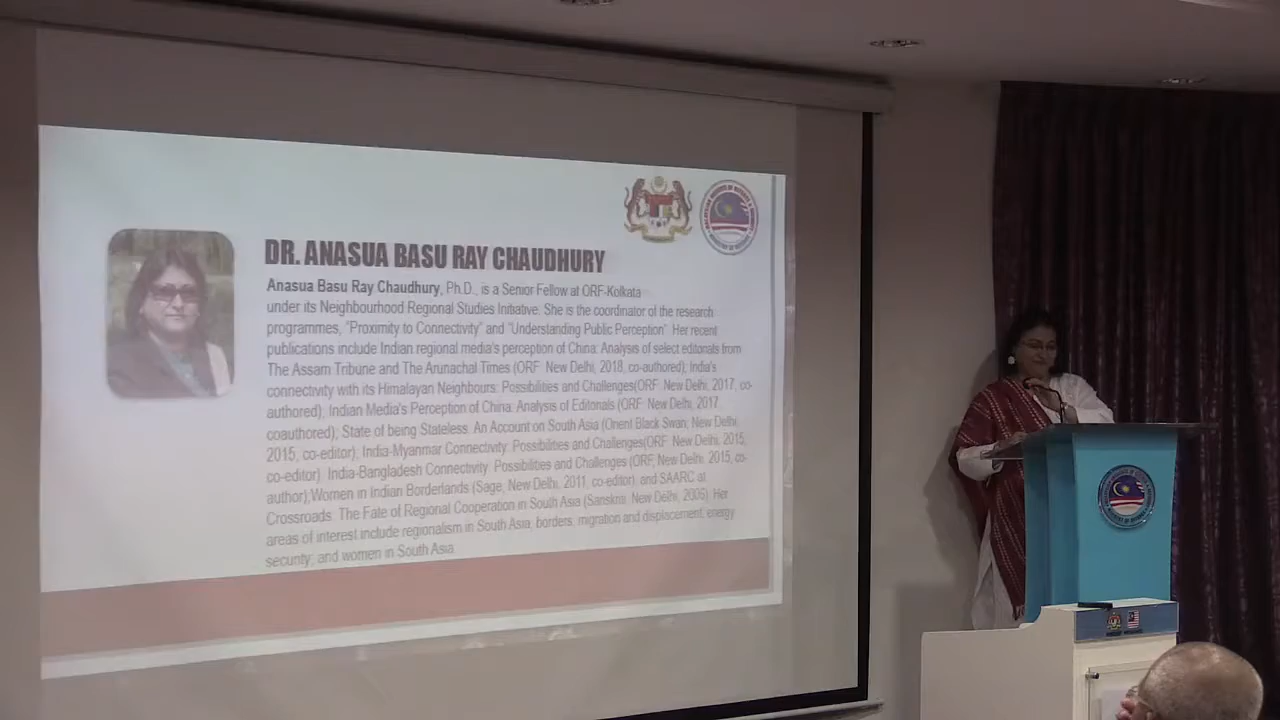 DR. ANASUA BASU RAY CHAUDHURY
Anasua Basu Ray Chaudhury, Ph.D., is a Senior Fellow at ORF-Kolkata
under its Neighbourhood Regional Studies Initiative. She is the coordinator of the research
programmes, "Proximity to Connectivity" and "Understanding Public Perception". Her recent
publications include Indian regional media's perception of China: Analysis of select editorials from
The Assam Tribune and The Arunachal Times (ORF: New Delhi, 2018, co-authored); India's
connectivity with its Himalayan Neighbours: Possibilities and Challenges(ORF: New Delhi, 2017, co-
authored); Indian Media's Perception of China: Analysis of Editorials (ORF: New Delhi, 2017,
coauthored); State of being Stateless: An Account on South Asia (Orient Black Swan: New Delhi,
2015, co-editor); India-Myanmar Connectivity: Possibilities and Challenges(ORF: New Delhi, 2015,
co-editor). India-Bangladesh Connectivity: Possibilities and Challenges (ORF, New Delhi, 2015, co-
author);Women in Indian Borderlands (Sage, New Delhi, 2011, co-editor); and SAARC at
Crossroads: The Fate of Regional Cooperation in South Asia (Sanskriti: New Delhi, 2006). Her
areas of interest include regionalism in South Asia; borders; migration and displacement; energy
security; and women in South Asia.